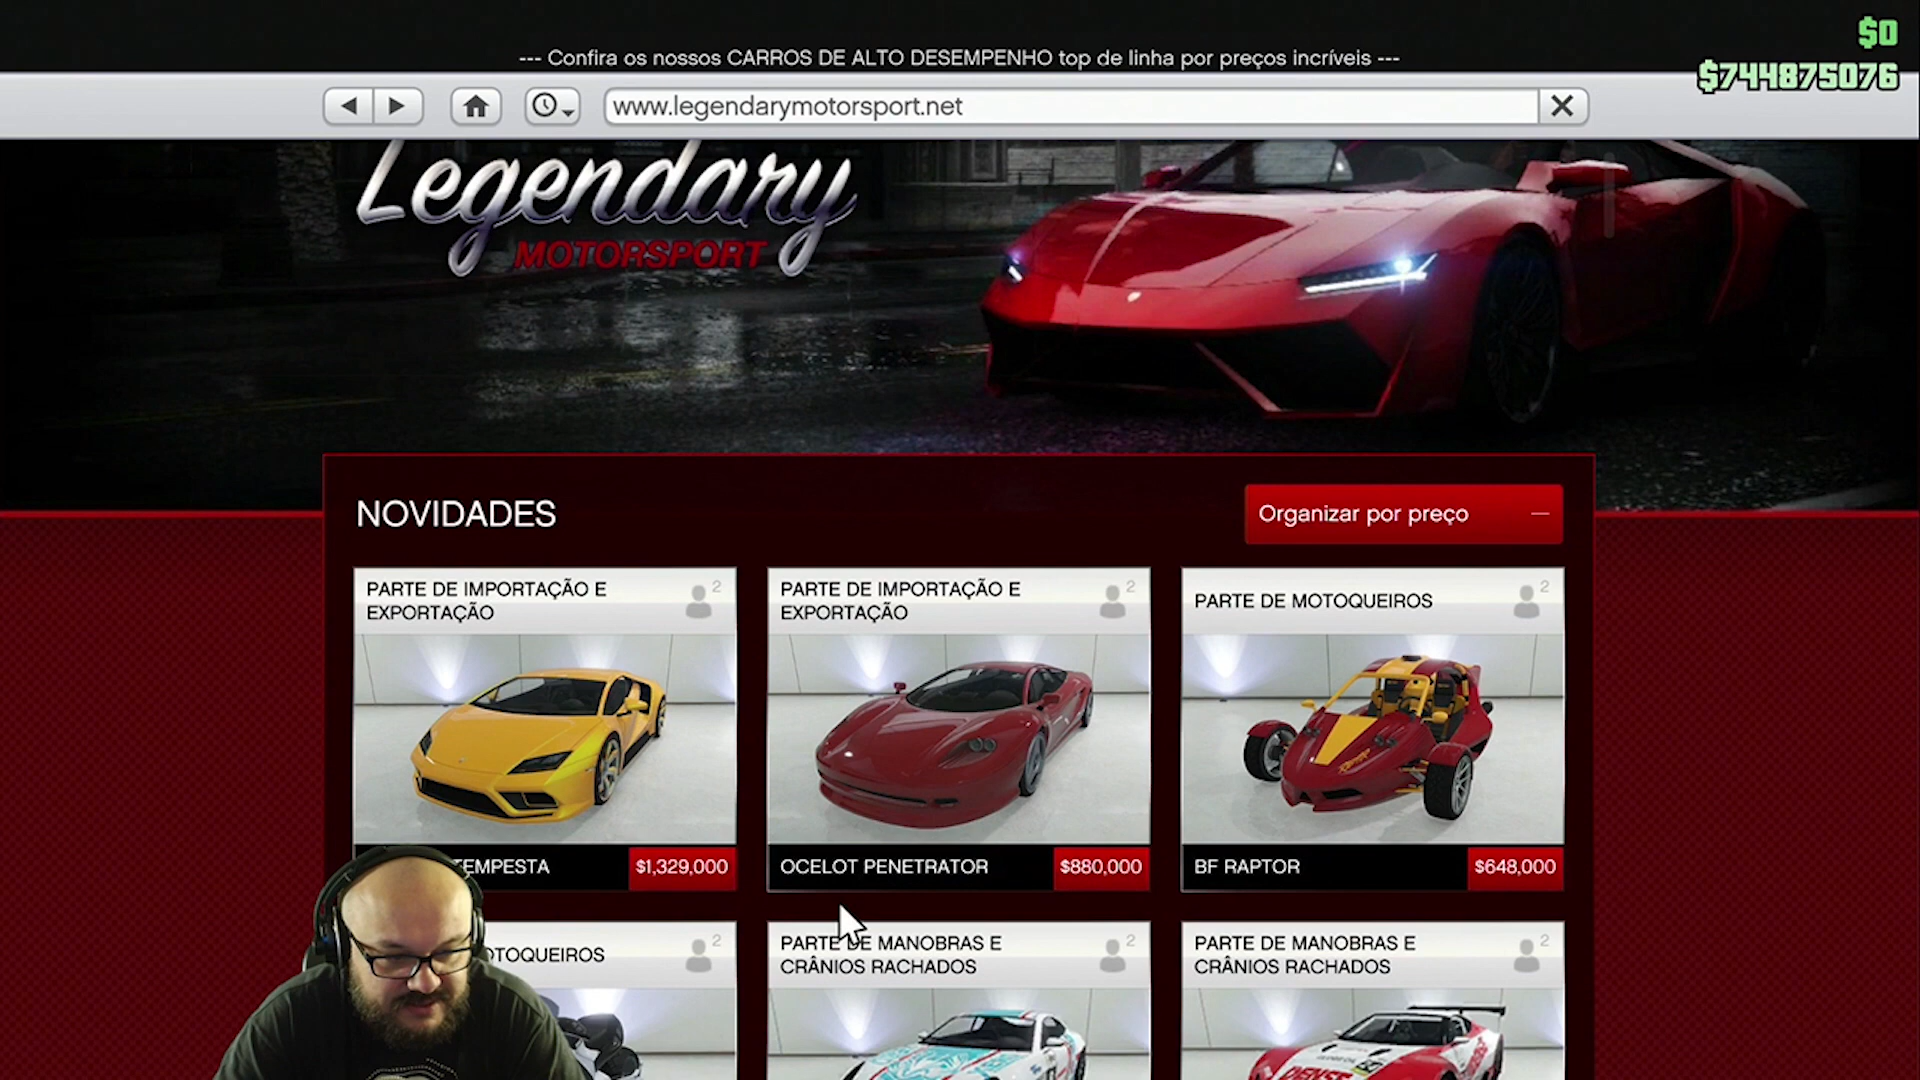 $0
--- Confira os nossos CARROS DE ALTO DESEMPENHO top de linha por preços incríveis ---
$744875076
www.legendarymotorsport.net
Legendary
MOTORSPORT
NOVIDADES
Organizar por preço
PARTE DE IMPORTAÇÃO E
EXPORTAÇÃO
2
PARTE DE IMPORTAÇÃO E
EXPORTAÇÃO
2
PARTE DE MOTOQUEIROS
2
TEMPESTA
$1,329,000
OCELOT PENETRATOR
$880,000
BF RAPTOR
$648,000
OTOQUEIROS
2
PARTE DE MANOBRAS E
CRÂNIOS RACHADOS
2
PARTE DE MANOBRAS E
CRÂNIOS RACHADOS
2